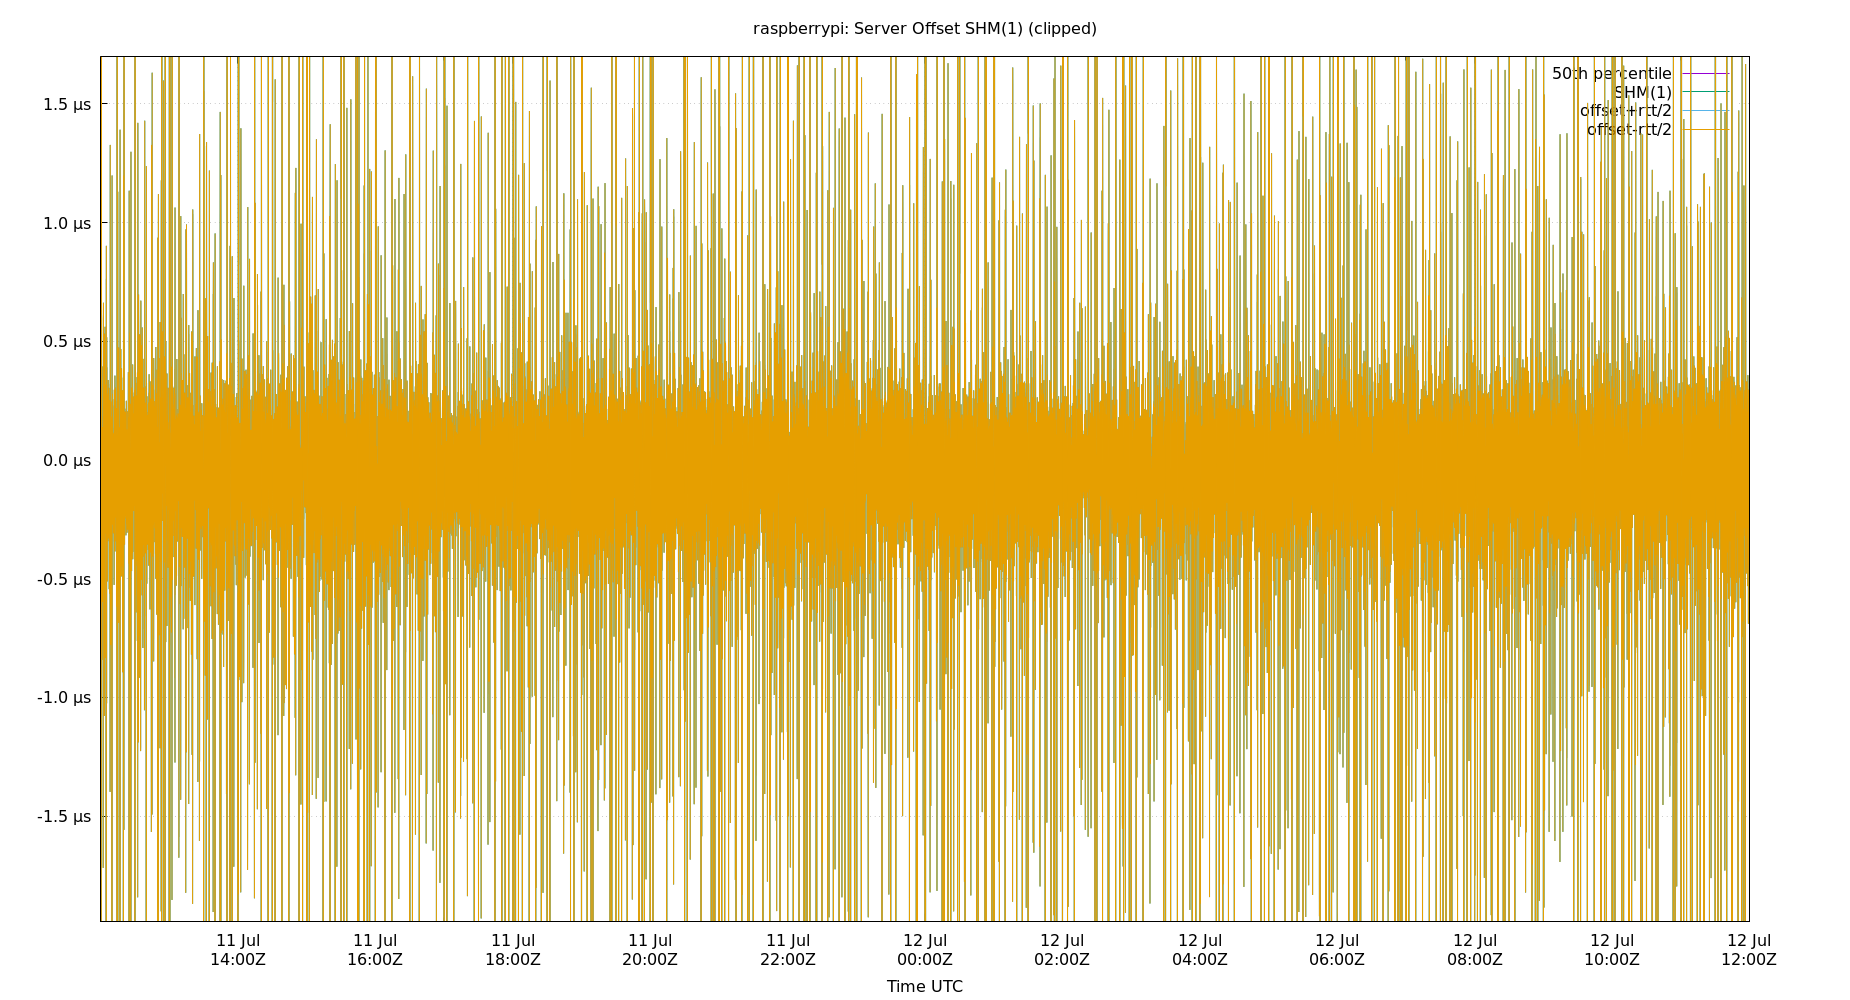 raspberrypi: Server Offset SHM(1) (clipped)
50th percentile
SHM(1)
offset+rtt/2
offset-rtt/2
1.5 µs
1.0 µs
0.5 µs
0.0 µs
-0.5 µs
-1.0 µs
-1.5 µs
11 Jul 11 Jul 11 Jul 11 Jul 11 Jul 12 Jul 12 Jul 12 Jul 12 Jul 12 Jul 12 Jul 12 Jul
14:00Z 16:00Z 18:00Z 20:00Z 22:00Z 00:00Z 02:00Z 04:00Z 06:00Z 08:00Z 10:00Z 12:00Z
Time UTC